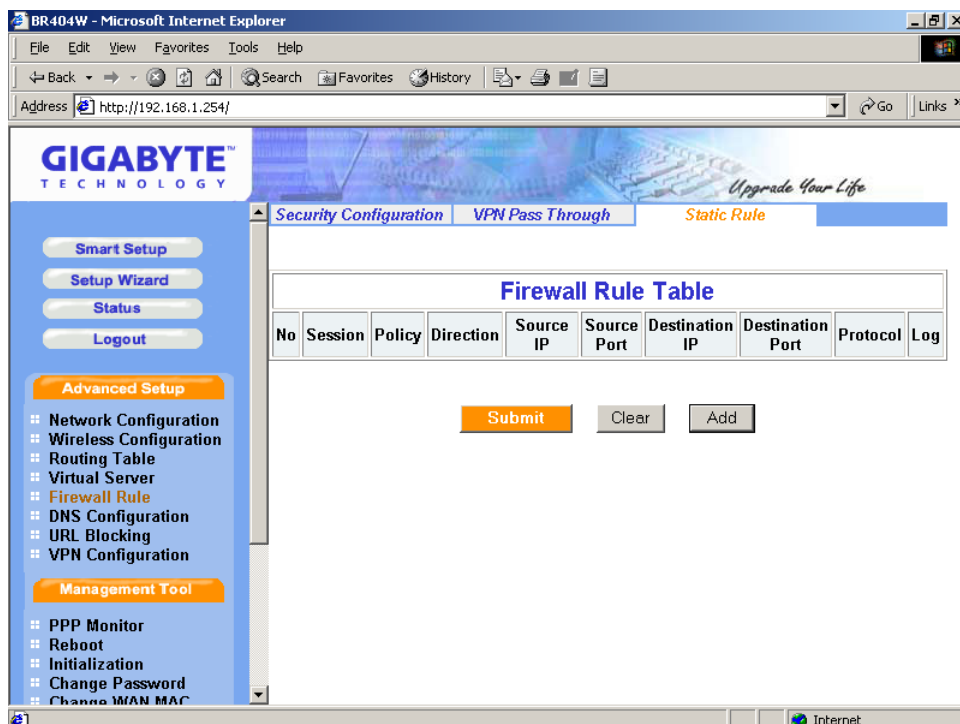 BR404W - Microsoft Internet Explorer
File Edit View Favorites Tools Help
Back Search Favorites History
Address http://192.168.1.254/ Go Links »
GIGABYTE™
TECHNOLOGY
Upgrade Your Life
Security Configuration VPN Pass Through Static Rule
Smart Setup
Setup Wizard
Status
Logout
Advanced Setup
Network Configuration
Wireless Configuration
Routing Table
Virtual Server
Firewall Rule
DNS Configuration
URL Blocking
VPN Configuration
Management Tool
PPP Monitor
Reboot
Initialization
Change Password
Change WAN MAC
Firewall Rule Table
No Session Policy Direction Source IP Source Port Destination IP Destination Port Protocol Log
Submit Clear Add
Internet